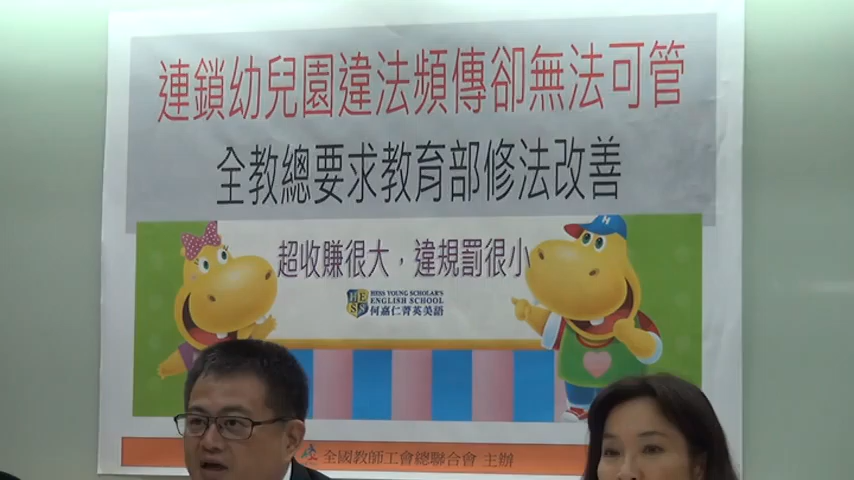 連鎖幼兒園違法頻傳卻無法可管
全教總要求教育部修法改善
超收賺很大，違規罰很小
HESS
HESS YOUNG SCHOLAR'S
ENGLISH SCHOOL
何嘉仁菁英美語
H
全國教師工會總聯合會 主辦